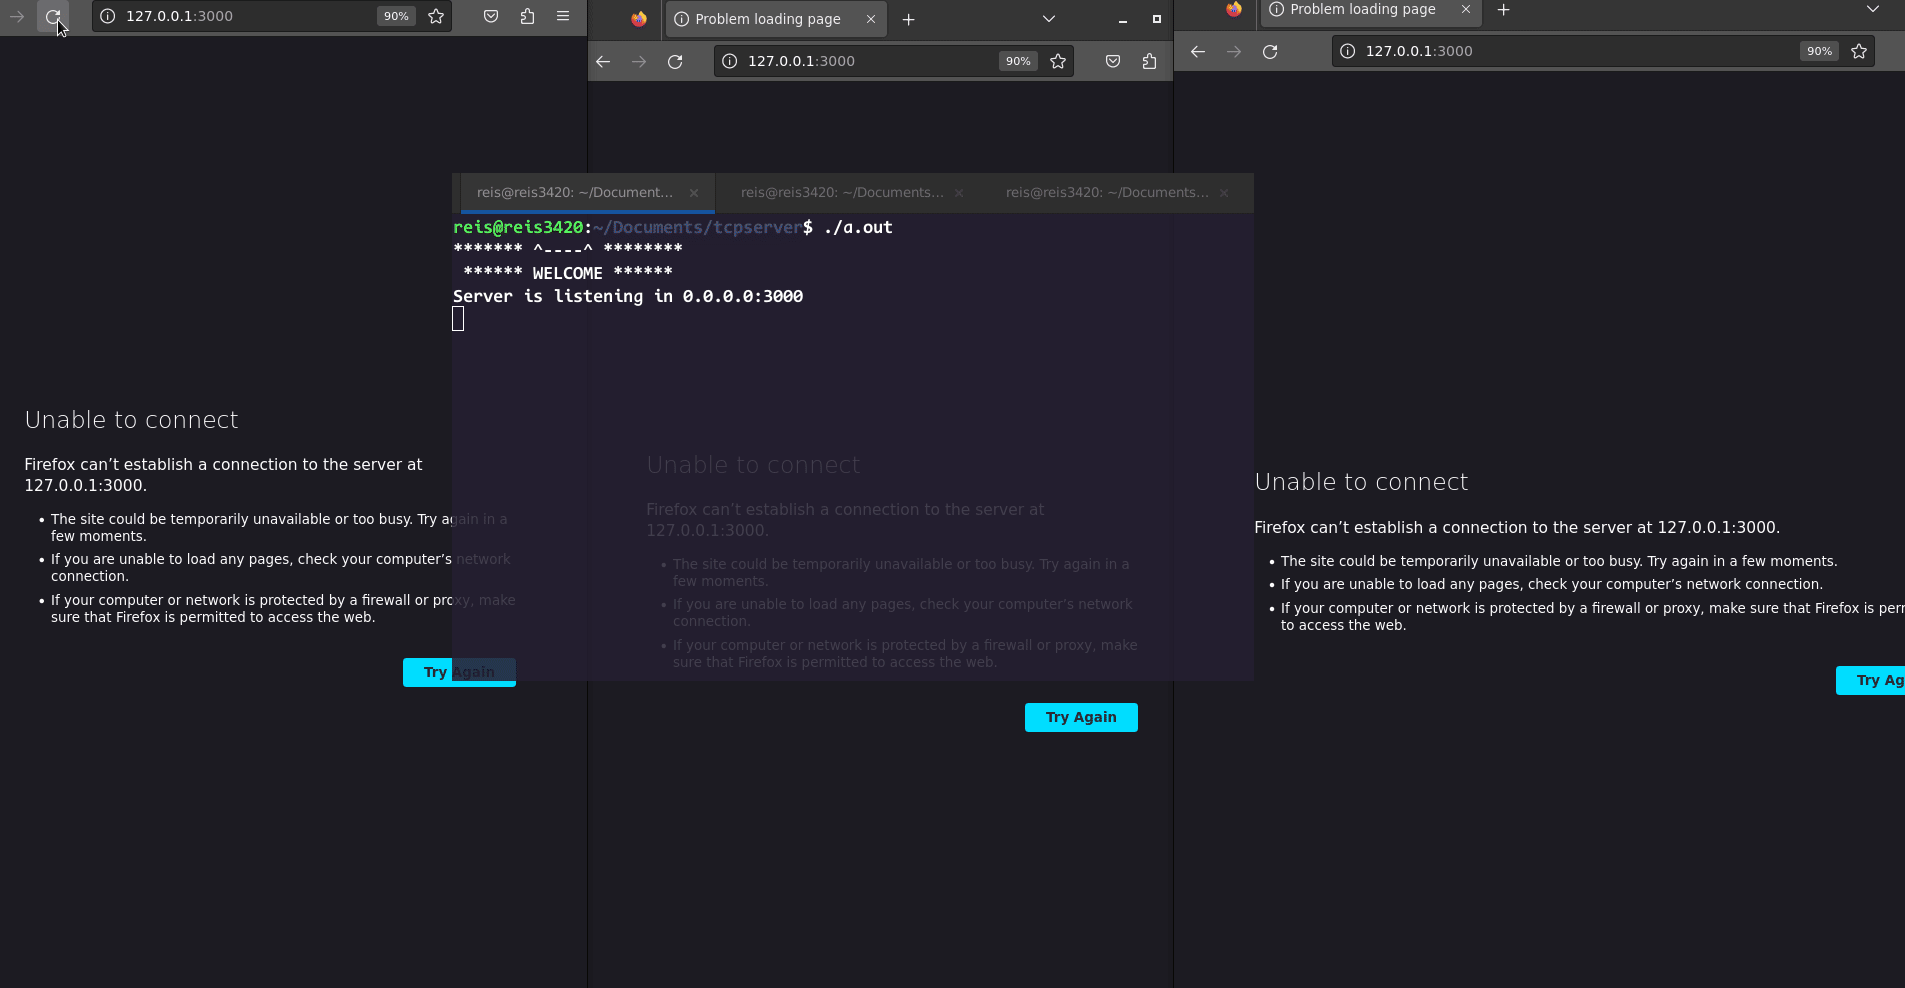 127.0.0.1:3000
90%
Unable to connect
Firefox can’t establish a connection to the server at
127.0.0.1:3000.
• The site could be temporarily unavailable or too busy. Try again in a
few moments.
• If you are unable to load any pages, check your computer’s network
connection.
• If your computer or network is protected by a firewall or proxy, make
sure that Firefox is permitted to access the web.
Try Again
Problem loading page
127.0.0.1:3000
90%
reis@reis3420: ~/Document…
reis@reis3420: ~/Documents…
reis@reis3420: ~/Documents…
reis@reis3420:~/Documents/tcpserver$ ./a.out
******* ^----^ ********
****** WELCOME ******
Server is listening in 0.0.0.0:3000
Unable to connect
Firefox can’t establish a connection to the server at
127.0.0.1:3000.
• The site could be temporarily unavailable or too busy. Try again in a
few moments.
• If you are unable to load any pages, check your computer’s network
connection.
• If your computer or network is protected by a firewall or proxy, make
sure that Firefox is permitted to access the web.
Try Again
Problem loading page
127.0.0.1:3000
90%
Unable to connect
Firefox can’t establish a connection to the server at 127.0.0.1:3000.
• The site could be temporarily unavailable or too busy. Try again in a few moments.
• If you are unable to load any pages, check your computer’s network connection.
• If your computer or network is protected by a firewall or proxy, make sure that Firefox is perr
to access the web.
Try Ag